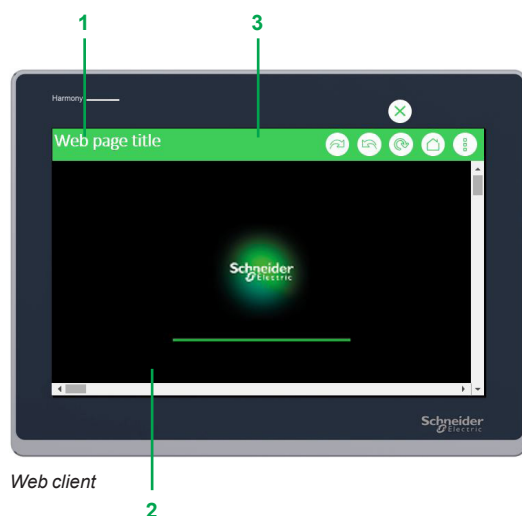 1 3
Harmony
Web page title
Schneider
Electric
Schneider
Electric
Web client
2